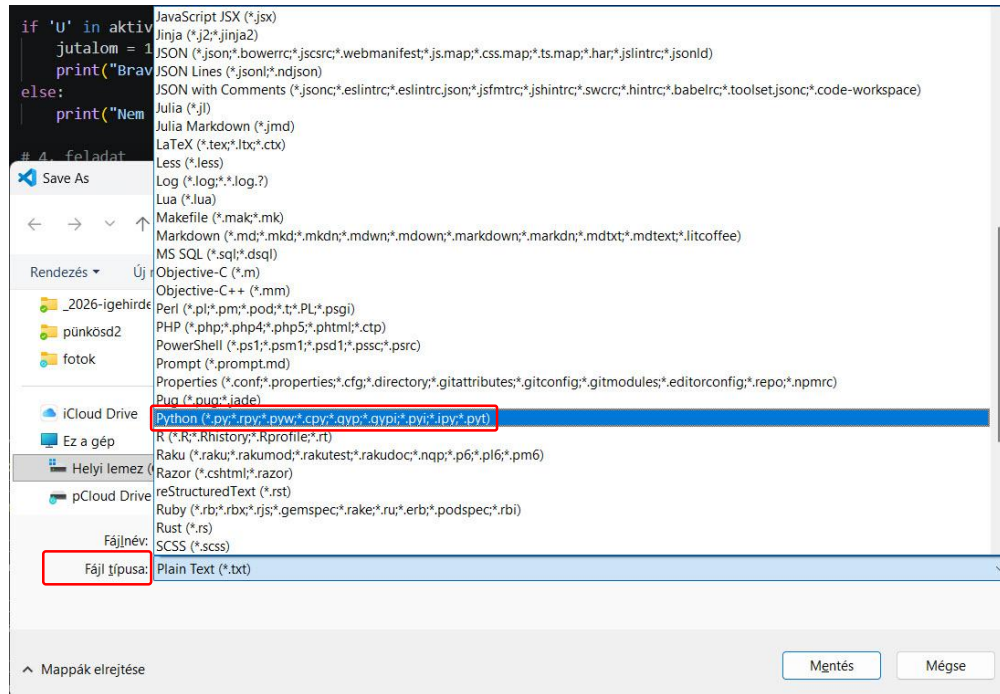 if 'U' in aktiv
jutalom = 1
print("Brav
else:
print("Nem
# 4. feladat
JavaScript JSX (*.jsx)
Jinja (*.j2;*.jinja2)
JSON (*.json;*.bowerrc;*.jscsrc;*.webmanifest;*.js.map;*.css.map;*.ts.map;*.har;*.jslintrc;*.jsonld)
JSON Lines (*.jsonl;*.ndjson)
JSON with Comments (*.jsonc;*.eslintrc;*.eslintrc.json;*.jsfmtrc;*.jshintrc;*.swcrc;*.hintrc;*.babelrc;*.toolset.jsonc;*.code-workspace)
Julia (*.jl)
Julia Markdown (*.jmd)
LaTeX (*.tex;*.ltx;*.ctx)
Less (*.less)
Log (*.log;*.*.log.?)
Lua (*.lua)
Makefile (*.mak;*.mk)
Markdown (*.md;*.mkd;*.mkdn;*.mdwn;*.mdown;*.markdown;*.markdn;*.mdtxt;*.mdtext;*.litcoffee)
MS SQL (*.sql;*.dsql)
Objective-C (*.m)
Objective-C++ (*.mm)
Perl (*.pl;*.pm;*.pod;*.t;*.PL;*.psgi)
PHP (*.php;*.php4;*.php5;*.phtml;*.ctp)
PowerShell (*.ps1;*.psm1;*.psd1;*.pssc;*.psrc)
Prompt (*.prompt.md)
Properties (*.conf;*.properties;*.cfg;*.directory;*.gitattributes;*.gitconfig;*.gitmodules;*.editorconfig;*.repo;*.npmrc)
Pug (*.pug;*.jade)
Python (*.py;*.rpy;*.pyw;*.cpy;*.gyp;*.gypi;*.pyi;*.ipy;*.pyt)
R (*.R;*.Rhistory;*.Rprofile;*.rt)
Raku (*.raku;*.rakumod;*.rakutest;*.rakudoc;*.nqp;*.p6;*.pl6;*.pm6)
Razor (*.cshtml;*.razor)
reStructuredText (*.rst)
Ruby (*.rb;*.rbx;*.rjs;*.gemspec;*.rake;*.ru;*.erb;*.podspec;*.rbi)
Rust (*.rs)
SCSS (*.scss)
Save As
Rendezés
Új
_2026-igehirde
pünkösd2
fotok
iCloud Drive
Ez a gép
Helyi lemez (
pCloud Drive
Fájlnév:
Fájl típusa: Plain Text (*.txt)
Mappák elrejtése
Mentés
Mégse